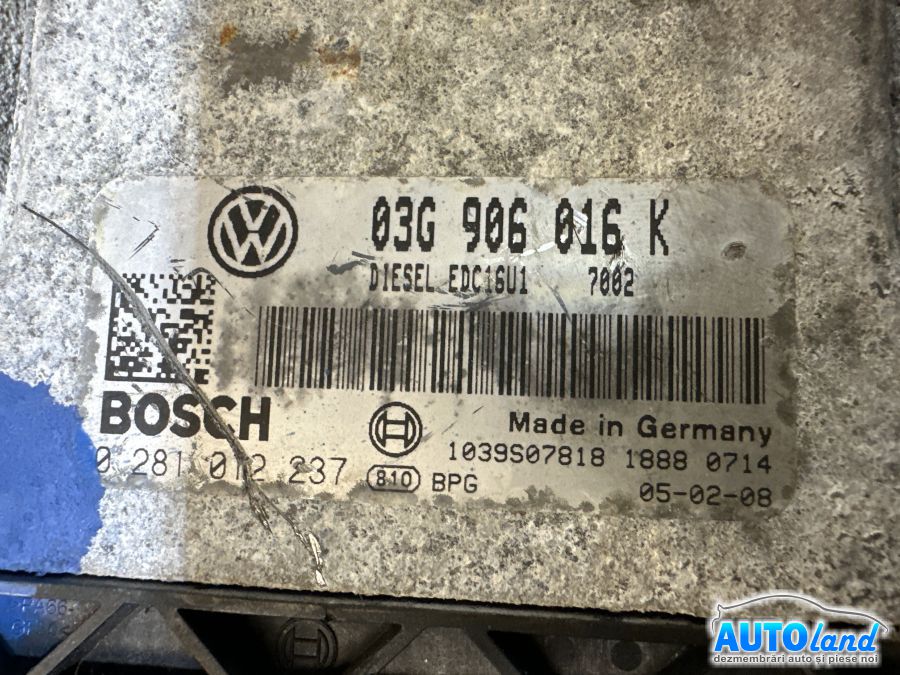 03G 906 016 K
DIESEL EDC16U1 7002
BOSCH
Made in Germany
0 281 012 237
1039S07818 1888 0714
810 BPG
05-02-08
AUTOland
dezmembrări auto și piese noi